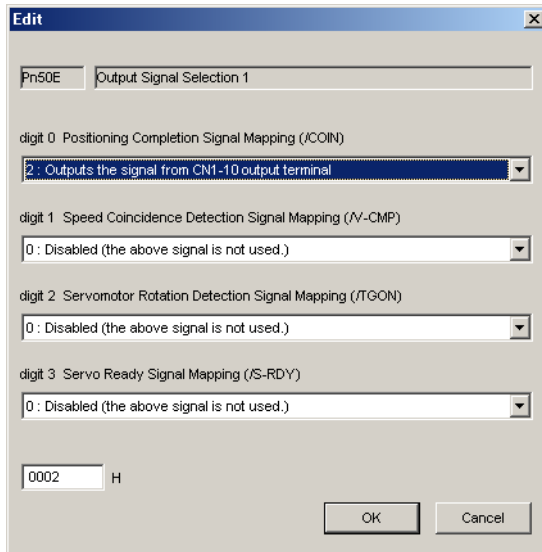 Edit
Pn50E Output Signal Selection 1
digit 0 Positioning Completion Signal Mapping (/COIN)
2 : Outputs the signal from CN1-10 output terminal
digit 1 Speed Coincidence Detection Signal Mapping (/V-CMP)
0 : Disabled (the above signal is not used.)
digit 2 Servomotor Rotation Detection Signal Mapping (/TGON)
0 : Disabled (the above signal is not used.)
digit 3 Servo Ready Signal Mapping (/S-RDY)
0 : Disabled (the above signal is not used.)
0002 H
OK Cancel